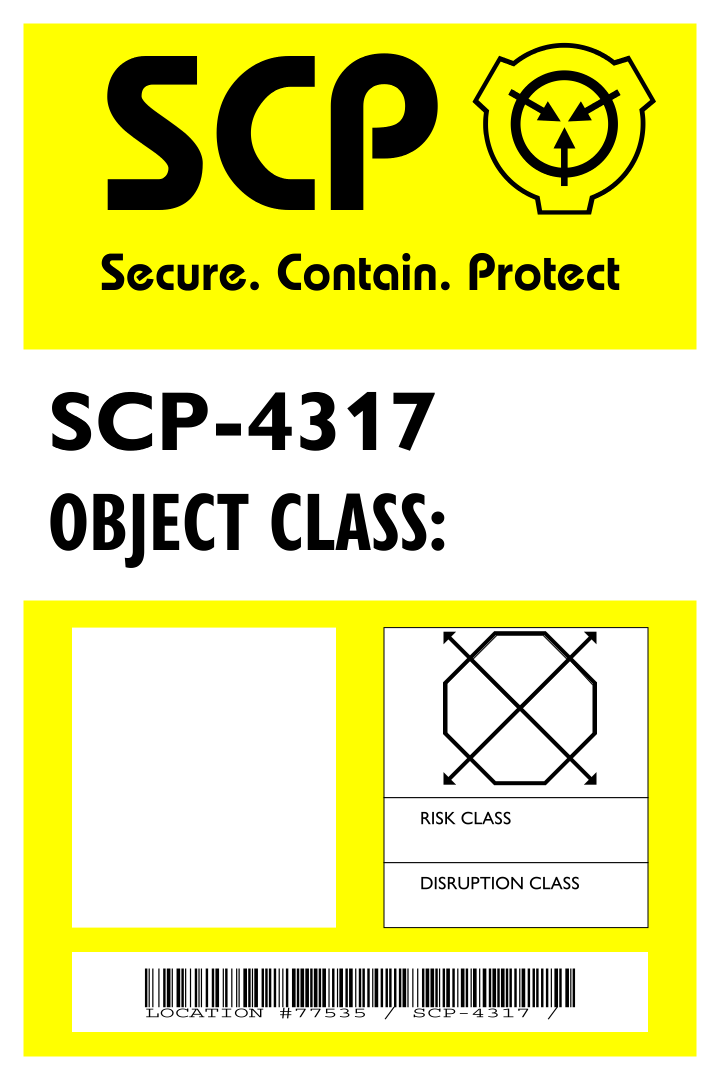 SCP
Secure. Contain. Protect
SCP-4317
OBJECT CLASS:
RISK CLASS
DISRUPTION CLASS
LOCATION #77535 / SCP-4317 /